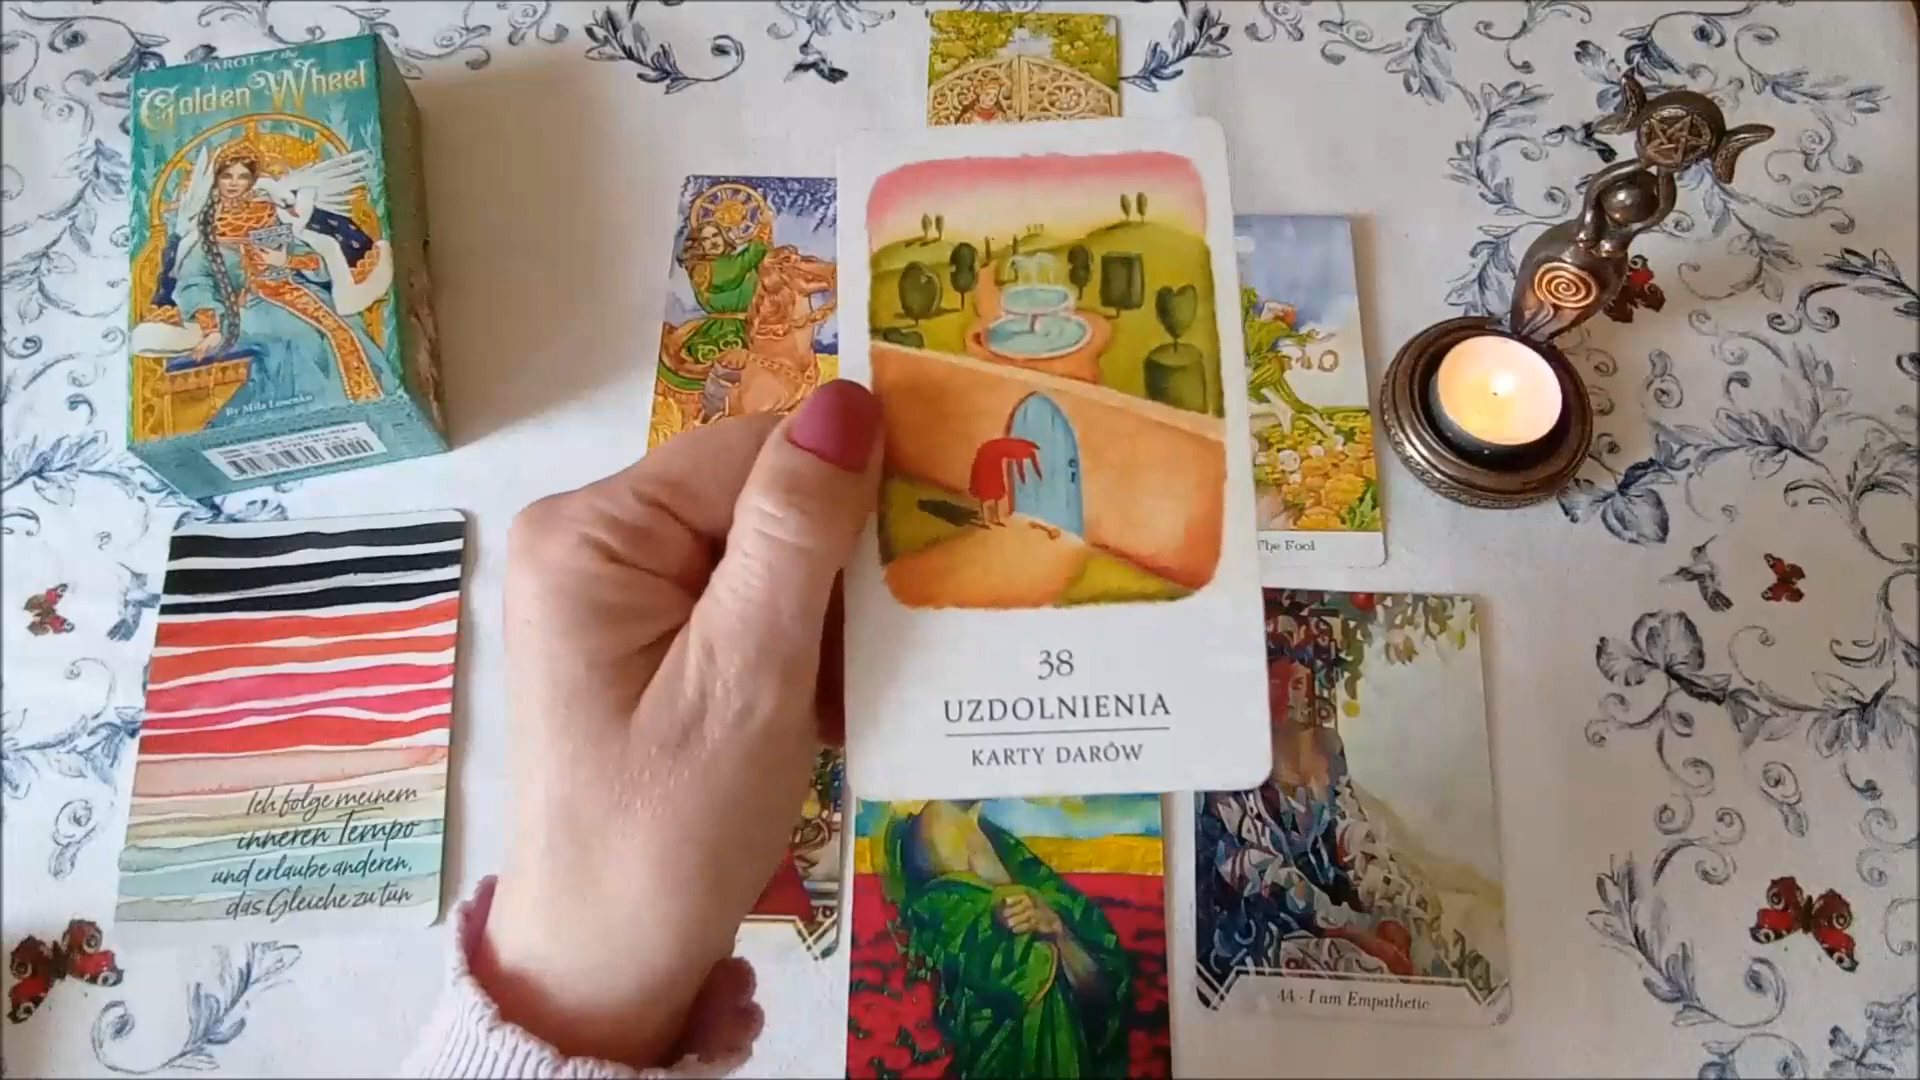 TAROT of the
Golden Wheel
By Mila Losenko
38
UZDOLNIENIA
KARTY DARÓW
The Fool
Ich folge meinem
inneren Tempo
und erlaube anderen,
das Gleiche zu tun
44 · I am Empathetic